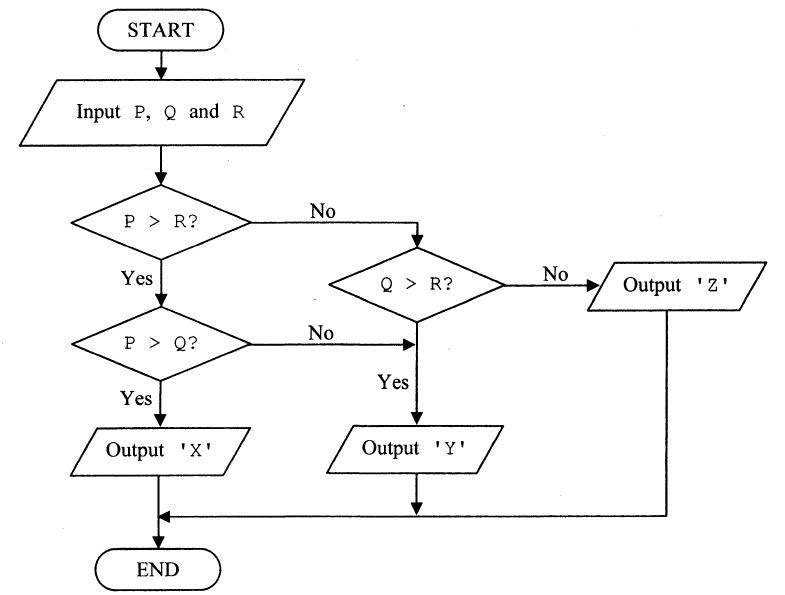 START
Input P, Q and R
P > R?
No
Yes
Q > R?
No
Output 'Z'
P > Q?
No
Yes
Yes
Output 'X'
Output 'Y'
END